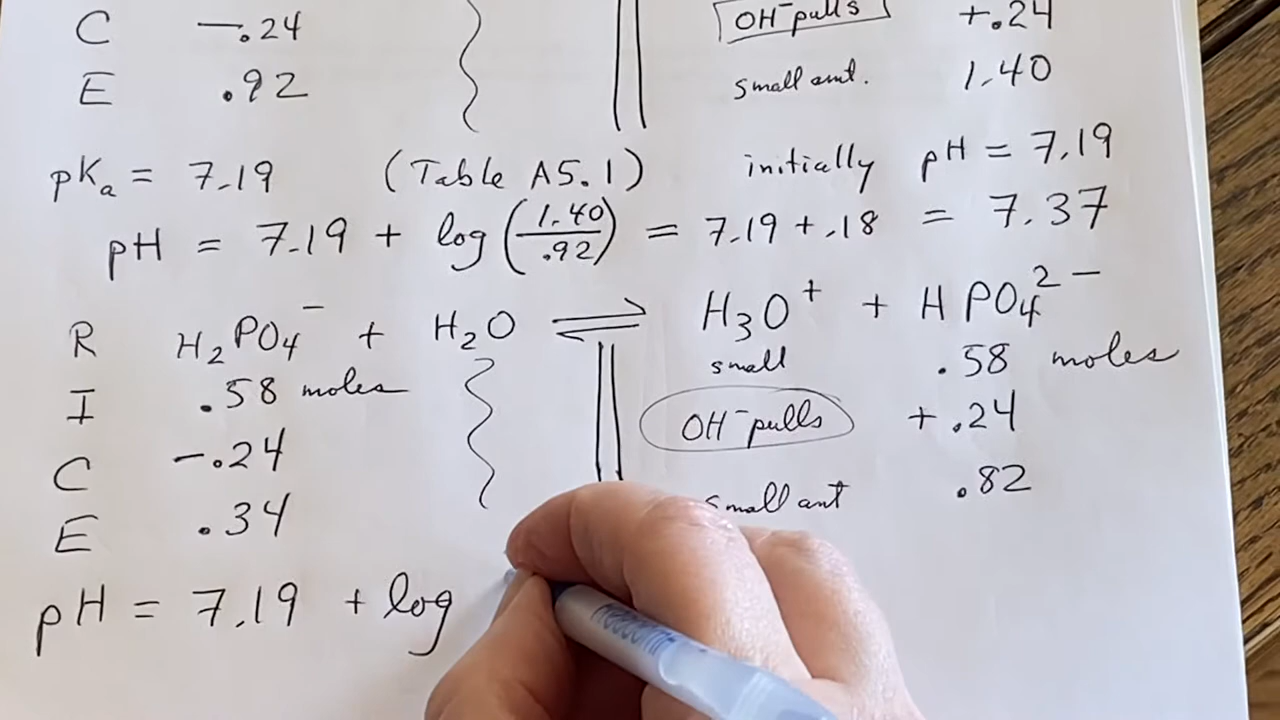 C −.24 OH⁻pulls +.24
E .92 small amt. 1.40
pKₐ = 7.19 (Table A5.1) initially pH = 7.19
pH = 7.19 + log(1.40/.92) = 7.19 + .18 = 7.37
R H₂PO₄⁻ + H₂O ⇌ H₃O⁺ + HPO₄²⁻
I .58 moles small .58 moles
C −.24 OH⁻pulls +.24
E .34 small amt .82
pH = 7.19 + log